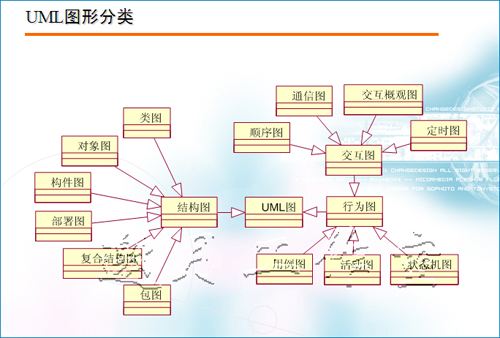 UML图形分类
类图
对象图
构件图
部署图
复合结构图
包图
结构图
UML图
行为图
交互图
顺序图
通信图
交互概观图
定时图
用例图
活动图
状态机图